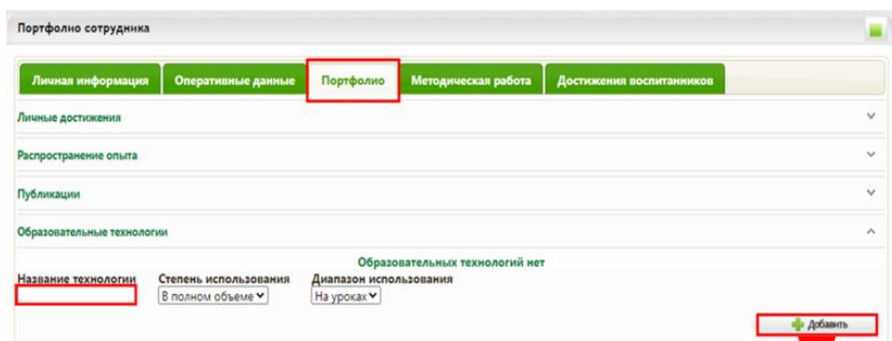 Портфолио сотрудника
Личная информация Оперативные данные Портфолио Методическая работа Достижения воспитанников
Личные достижения
Распространение опыта
Публикации
Образовательные технологии
Образовательных технологий нет
Название технологии Степень использования Диапазон использования
В полном объеме На уроках
Добавить